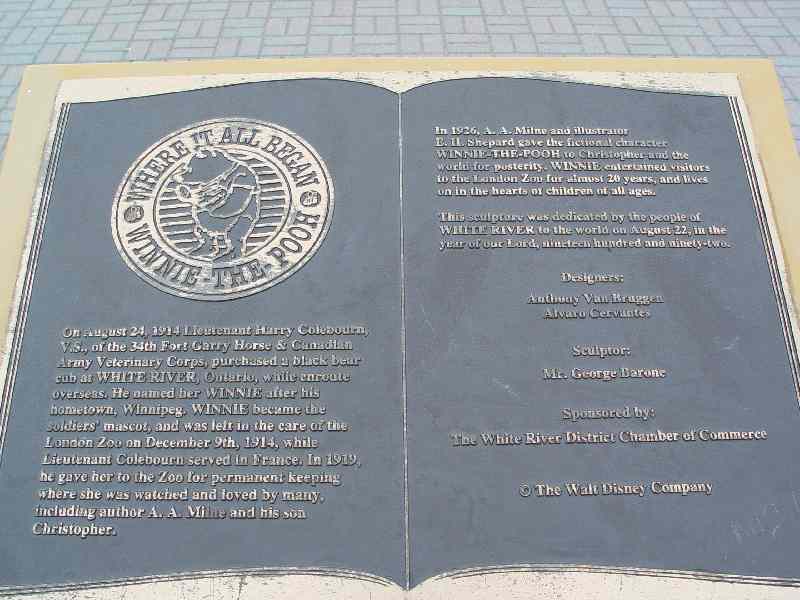 WHERE IT ALL BEGAN
WINNIE-THE-POOH
On August 24, 1914 Lieutenant Harry Colebourn,
V.S., of the 34th Fort Garry Horse & Canadian
Army Veterinary Corps, purchased a black bear
cub at WHITE RIVER, Ontario, while enroute
overseas. He named her WINNIE after his
hometown, Winnipeg. WINNIE became the
soldiers' mascot, and was left in the care of the
London Zoo on December 9th, 1914, while
Lieutenant Colebourn served in France. In 1919,
he gave her to the Zoo for permanent keeping
where she was watched and loved by many,
including author A. A. Milne and his son
Christopher.
In 1926, A. A. Milne and illustrator
E. H. Shepard gave the fictional character
WINNIE-THE-POOH to Christopher and the
world for posterity. WINNIE entertained visitors
to the London Zoo for almost 20 years, and lives
on in the hearts of children of all ages.
This sculpture was dedicated by the people of
WHITE RIVER to the world on August 22, in the
year of our Lord, nineteen hundred and ninety-two.
Designers:
Anthony Van Bruggen
Alvaro Cervantes
Sculptor:
Mr. George Barone
Sponsored by:
The White River District Chamber of Commerce
© The Walt Disney Company